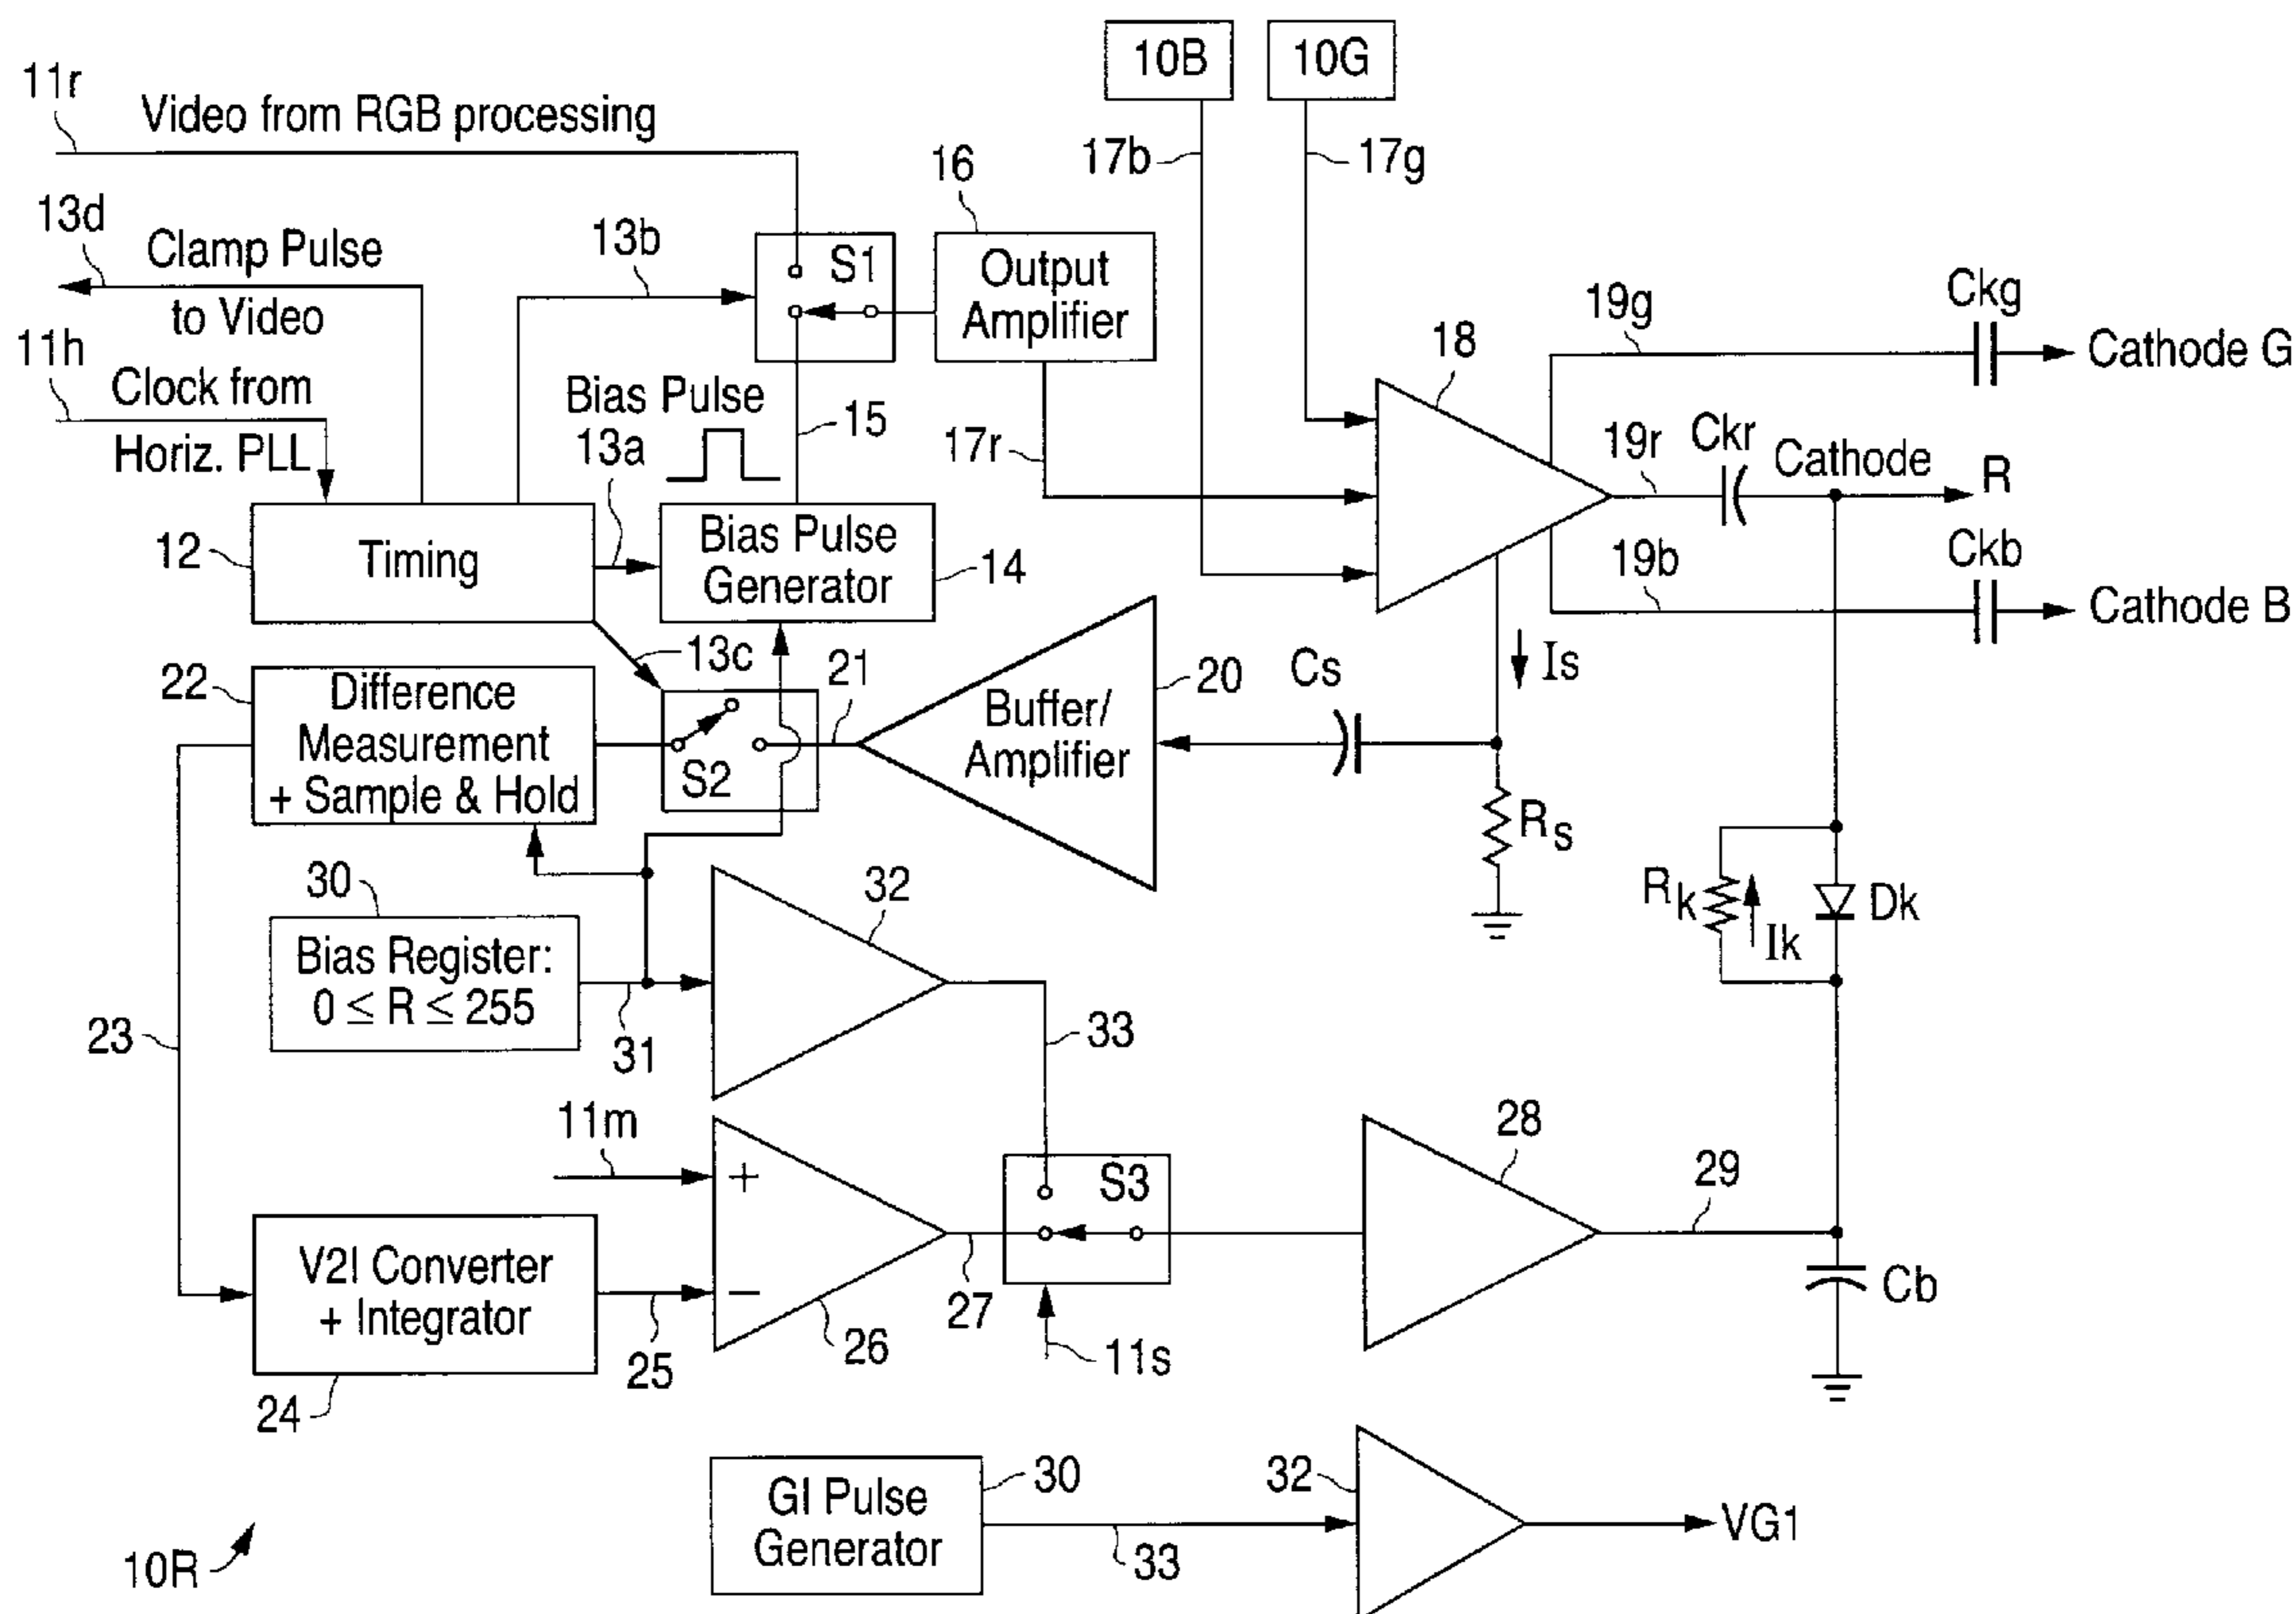 10B
10G
11r
Video from RGB processing
17b
17g
16
13d
Clamp Pulse
to Video
13b
S1
Output
Amplifier
11h
Clock from
Horiz. PLL
Bias Pulse
13a
15
17r
18
19g
Ckg
Cathode G
19r
Ckr
Cathode
R
12
Timing
Bias Pulse
Generator
14
19b
Ckb
Cathode B
13c
22
Difference
Measurement
+ Sample & Hold
S2
21
Buffer/
Amplifier
20
Cs
Is
Rs
30
Bias Register:
0 ≤ R ≤ 255
31
32
33
Rk
Ik
Dk
23
11m
+
−
S3
28
29
V2I Converter
+ Integrator
24
25
26
27
11s
Cb
GI Pulse
Generator
30
33
32
VG1
10R